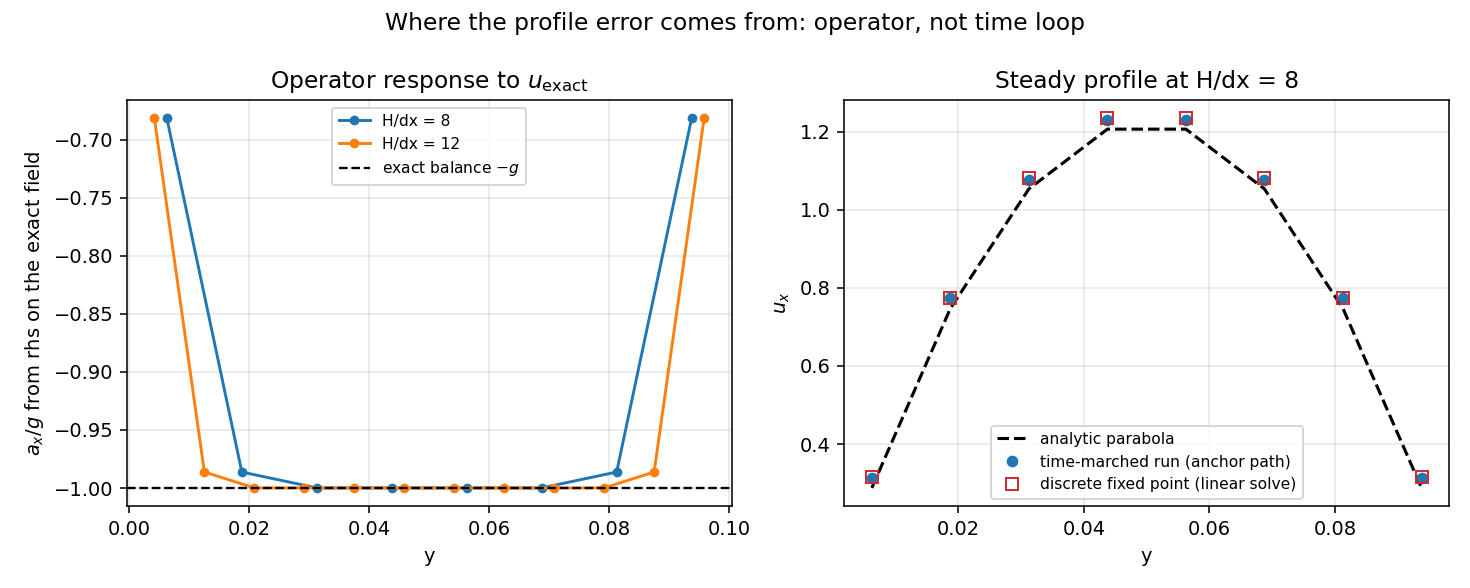 Where the profile error comes from: operator, not time loop
Operator response to u_exact
a_x/g from rhs on the exact field
−0.70
−0.75
−0.80
−0.85
−0.90
−0.95
−1.00
H/dx = 8
H/dx = 12
exact balance −g
0.00 0.02 0.04 0.06 0.08 0.10
y
Steady profile at H/dx = 8
u_x
1.2
1.0
0.8
0.6
0.4
analytic parabola
time-marched run (anchor path)
discrete fixed point (linear solve)
0.02 0.04 0.06 0.08
y